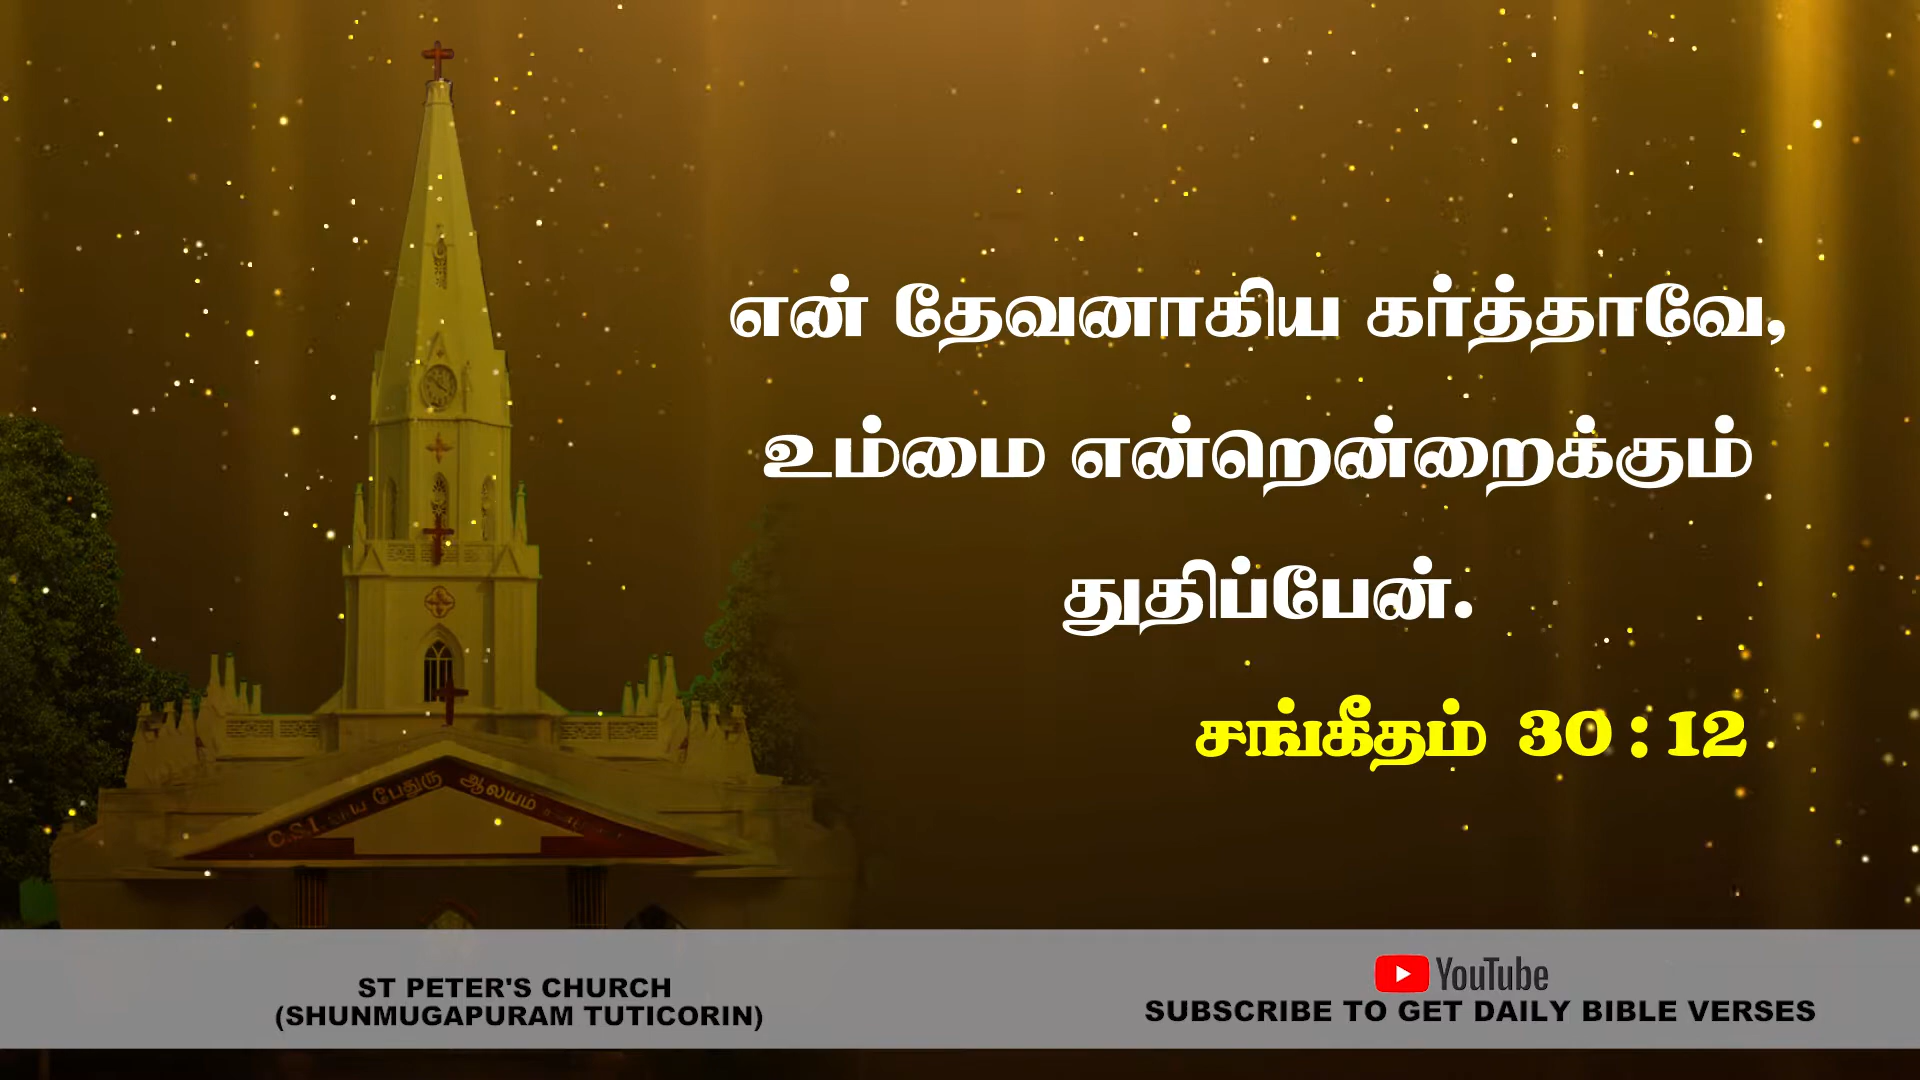 என் தேவனாகிய கர்த்தாவே,
உம்மை என்றென்றைக்கும்
துதிப்பேன்.
சங்கீதம் 30 : 12
C.S.I. பேதுரு ஆலயம்
ST PETER'S CHURCH
(SHUNMUGAPURAM TUTICORIN)
YouTube
SUBSCRIBE TO GET DAILY BIBLE VERSES